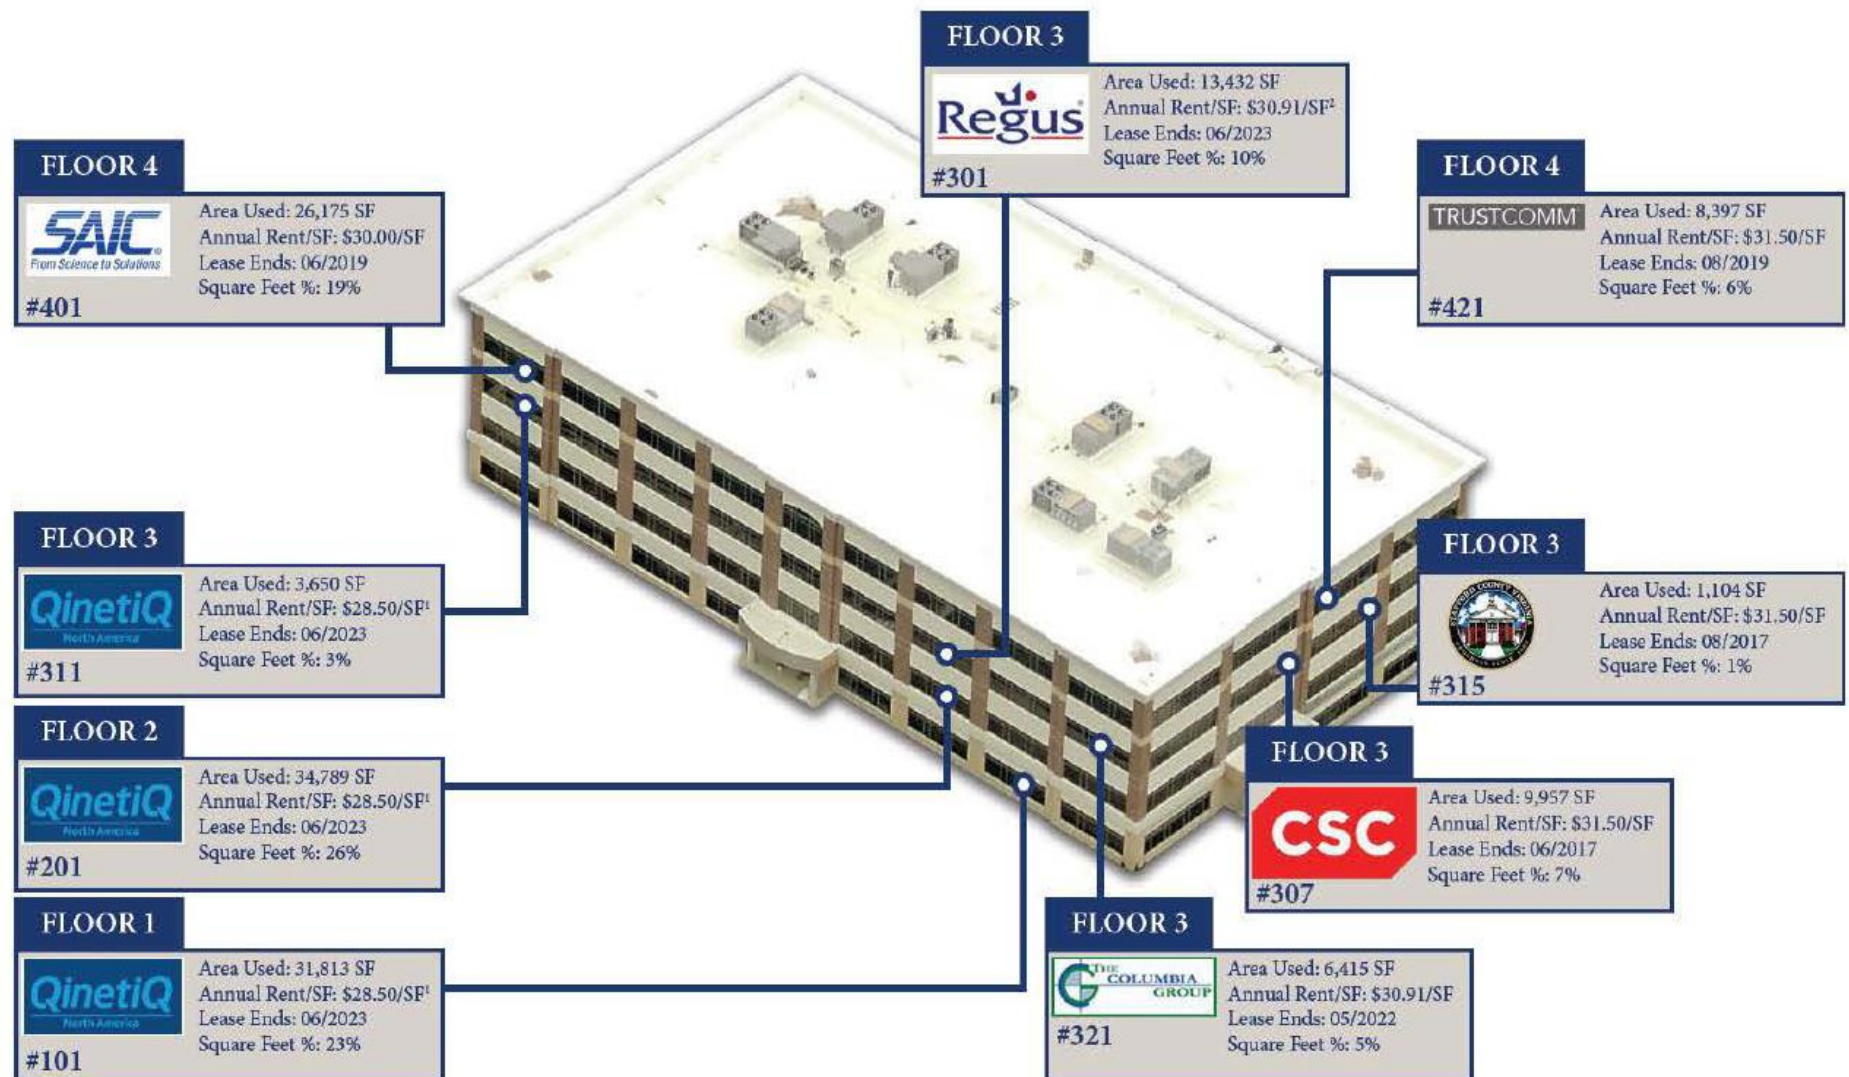 FLOOR 3
Regus
Area Used: 13,432 SF
Annual Rent/SF: $30.91/SF²
Lease Ends: 06/2023
Square Feet %: 10%
#301
FLOOR 4
SAIC
From Science to Solutions
Area Used: 26,175 SF
Annual Rent/SF: $30.00/SF
Lease Ends: 06/2019
Square Feet %: 19%
#401
FLOOR 4
TRUSTCOMM
Area Used: 8,397 SF
Annual Rent/SF: $31.50/SF
Lease Ends: 08/2019
Square Feet %: 6%
#421
FLOOR 3
QinetiQ
North America
Area Used: 3,650 SF
Annual Rent/SF: $28.50/SF¹
Lease Ends: 06/2023
Square Feet %: 3%
#311
FLOOR 3
Area Used: 1,104 SF
Annual Rent/SF: $31.50/SF
Lease Ends: 08/2017
Square Feet %: 1%
#315
FLOOR 2
QinetiQ
North America
Area Used: 34,789 SF
Annual Rent/SF: $28.50/SF¹
Lease Ends: 06/2023
Square Feet %: 26%
#201
FLOOR 3
CSC
Area Used: 9,957 SF
Annual Rent/SF: $31.50/SF
Lease Ends: 06/2017
Square Feet %: 7%
#307
FLOOR 1
QinetiQ
North America
Area Used: 31,813 SF
Annual Rent/SF: $28.50/SF¹
Lease Ends: 06/2023
Square Feet %: 23%
#101
FLOOR 3
THE
COLUMBIA
GROUP
Area Used: 6,415 SF
Annual Rent/SF: $30.91/SF
Lease Ends: 05/2022
Square Feet %: 5%
#321